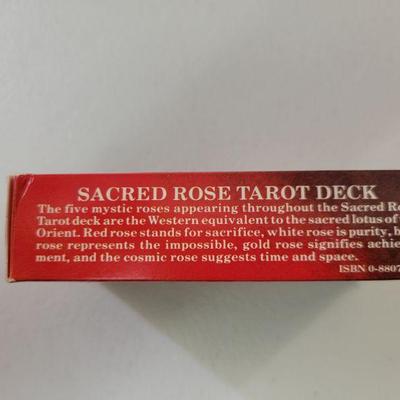 SACRED ROSE TAROT DECK
The five mystic roses appearing throughout the Sacred Ro
Tarot deck are the Western equivalent to the sacred lotus of
Orient. Red rose stands for sacrifice, white rose is purity, b
rose represents the impossible, gold rose signifies achie
ment, and the cosmic rose suggests time and space.
ISBN 0-8807